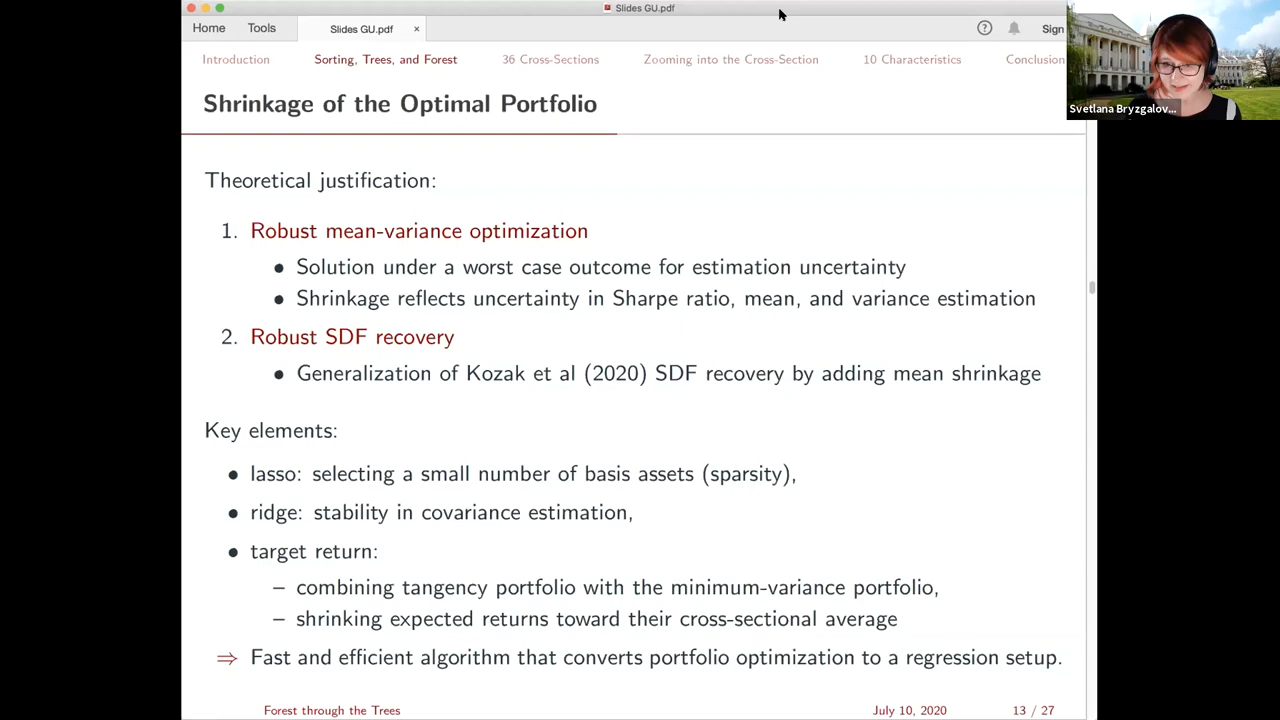 Slides GU.pdf
Home Tools Slides GU.pdf × ? Sign
Introduction Sorting, Trees, and Forest 36 Cross-Sections Zooming into the Cross-Section 10 Characteristics Conclusion
Svetlana Bryzgalov...
Shrinkage of the Optimal Portfolio
Theoretical justification:
1. Robust mean-variance optimization
• Solution under a worst case outcome for estimation uncertainty
• Shrinkage reflects uncertainty in Sharpe ratio, mean, and variance estimation
2. Robust SDF recovery
• Generalization of Kozak et al (2020) SDF recovery by adding mean shrinkage
Key elements:
• lasso: selecting a small number of basis assets (sparsity),
• ridge: stability in covariance estimation,
• target return:
– combining tangency portfolio with the minimum-variance portfolio,
– shrinking expected returns toward their cross-sectional average
⇒ Fast and efficient algorithm that converts portfolio optimization to a regression setup.
Forest through the Trees July 10, 2020 13 / 27